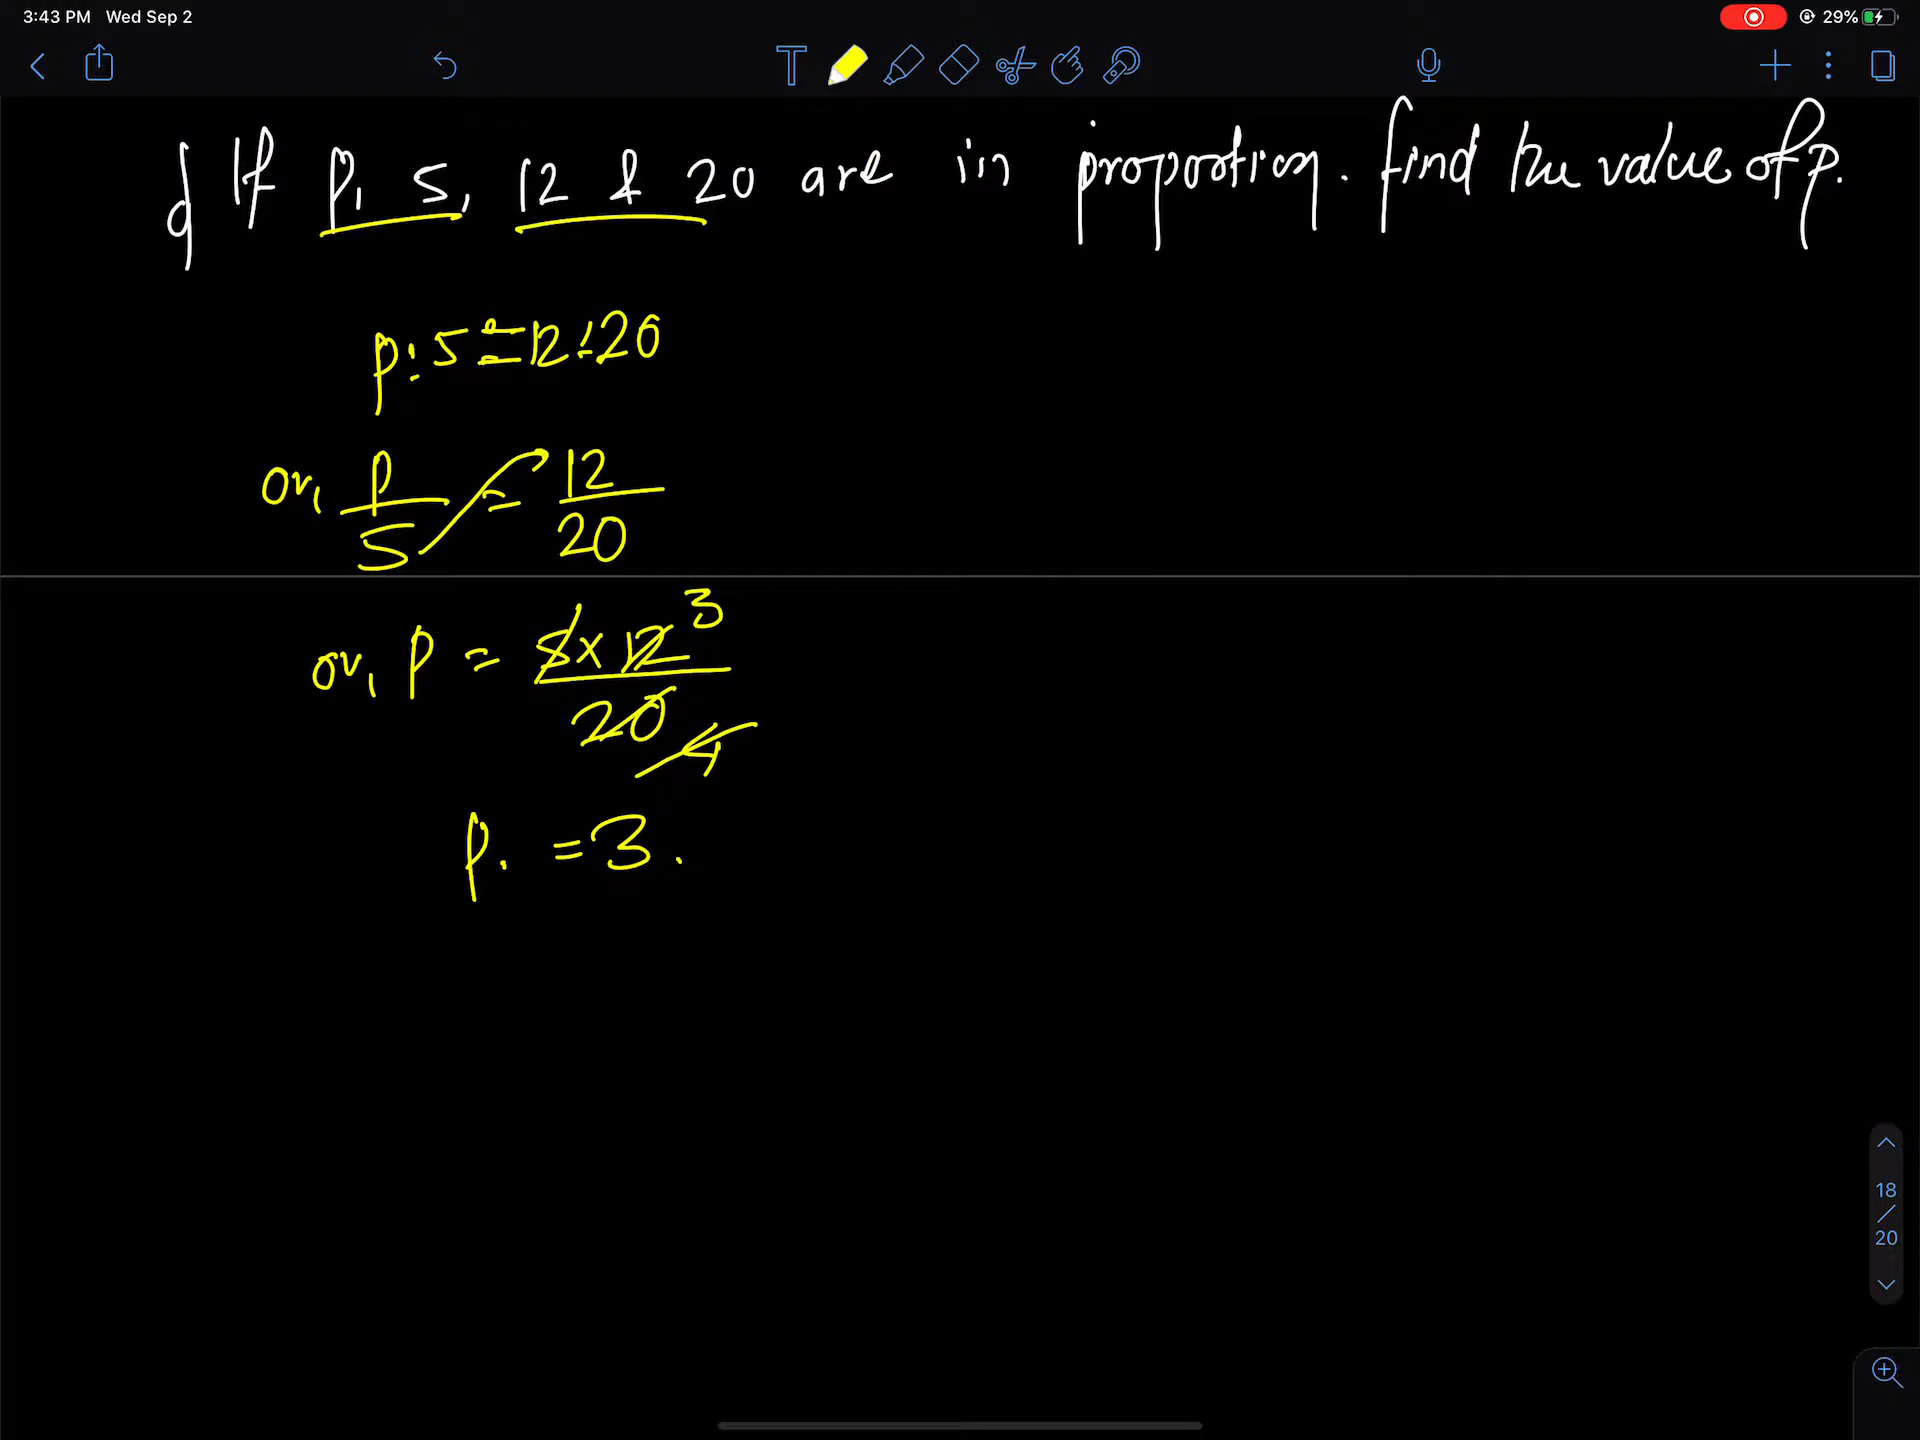 3:43 PM Wed Sep 2
29%
T
If p, 5, 12 & 20 are in proportion. find the value of p.
p : 5 = 12 : 20
or, p/5 = 12/20
or, p = 5 x 12 3 / 20 4
p. = 3.
18
/
20